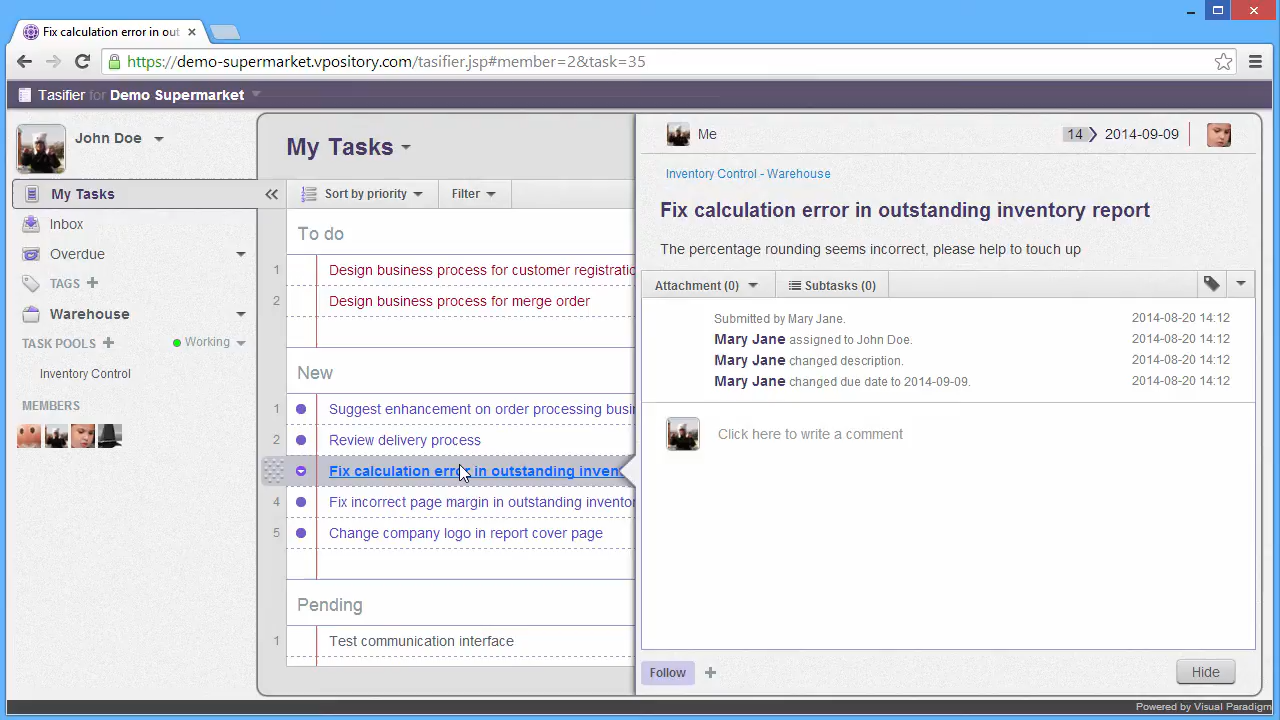 Fix calculation error in out
https://demo-supermarket.vpository.com/tasifier.jsp#member=2&task=35
Tasifier for Demo Supermarket
John Doe
My Tasks
Inbox
Overdue
TAGS
Warehouse
TASK POOLS
Working
Inventory Control
MEMBERS
My Tasks
Sort by priority
Filter
To do
1 Design business process for customer registratio
2 Design business process for merge order
New
1 Suggest enhancement on order processing busi
2 Review delivery process
Fix calculation error in outstanding inven
4 Fix incorrect page margin in outstanding invento
5 Change company logo in report cover page
Pending
1 Test communication interface
Me
14 2014-09-09
Inventory Control - Warehouse
Fix calculation error in outstanding inventory report
The percentage rounding seems incorrect, please help to touch up
Attachment (0) Subtasks (0)
Submitted by Mary Jane. 2014-08-20 14:12
Mary Jane assigned to John Doe. 2014-08-20 14:12
Mary Jane changed description. 2014-08-20 14:12
Mary Jane changed due date to 2014-09-09. 2014-08-20 14:12
Click here to write a comment
Follow
Hide
Powered by Visual Paradigm